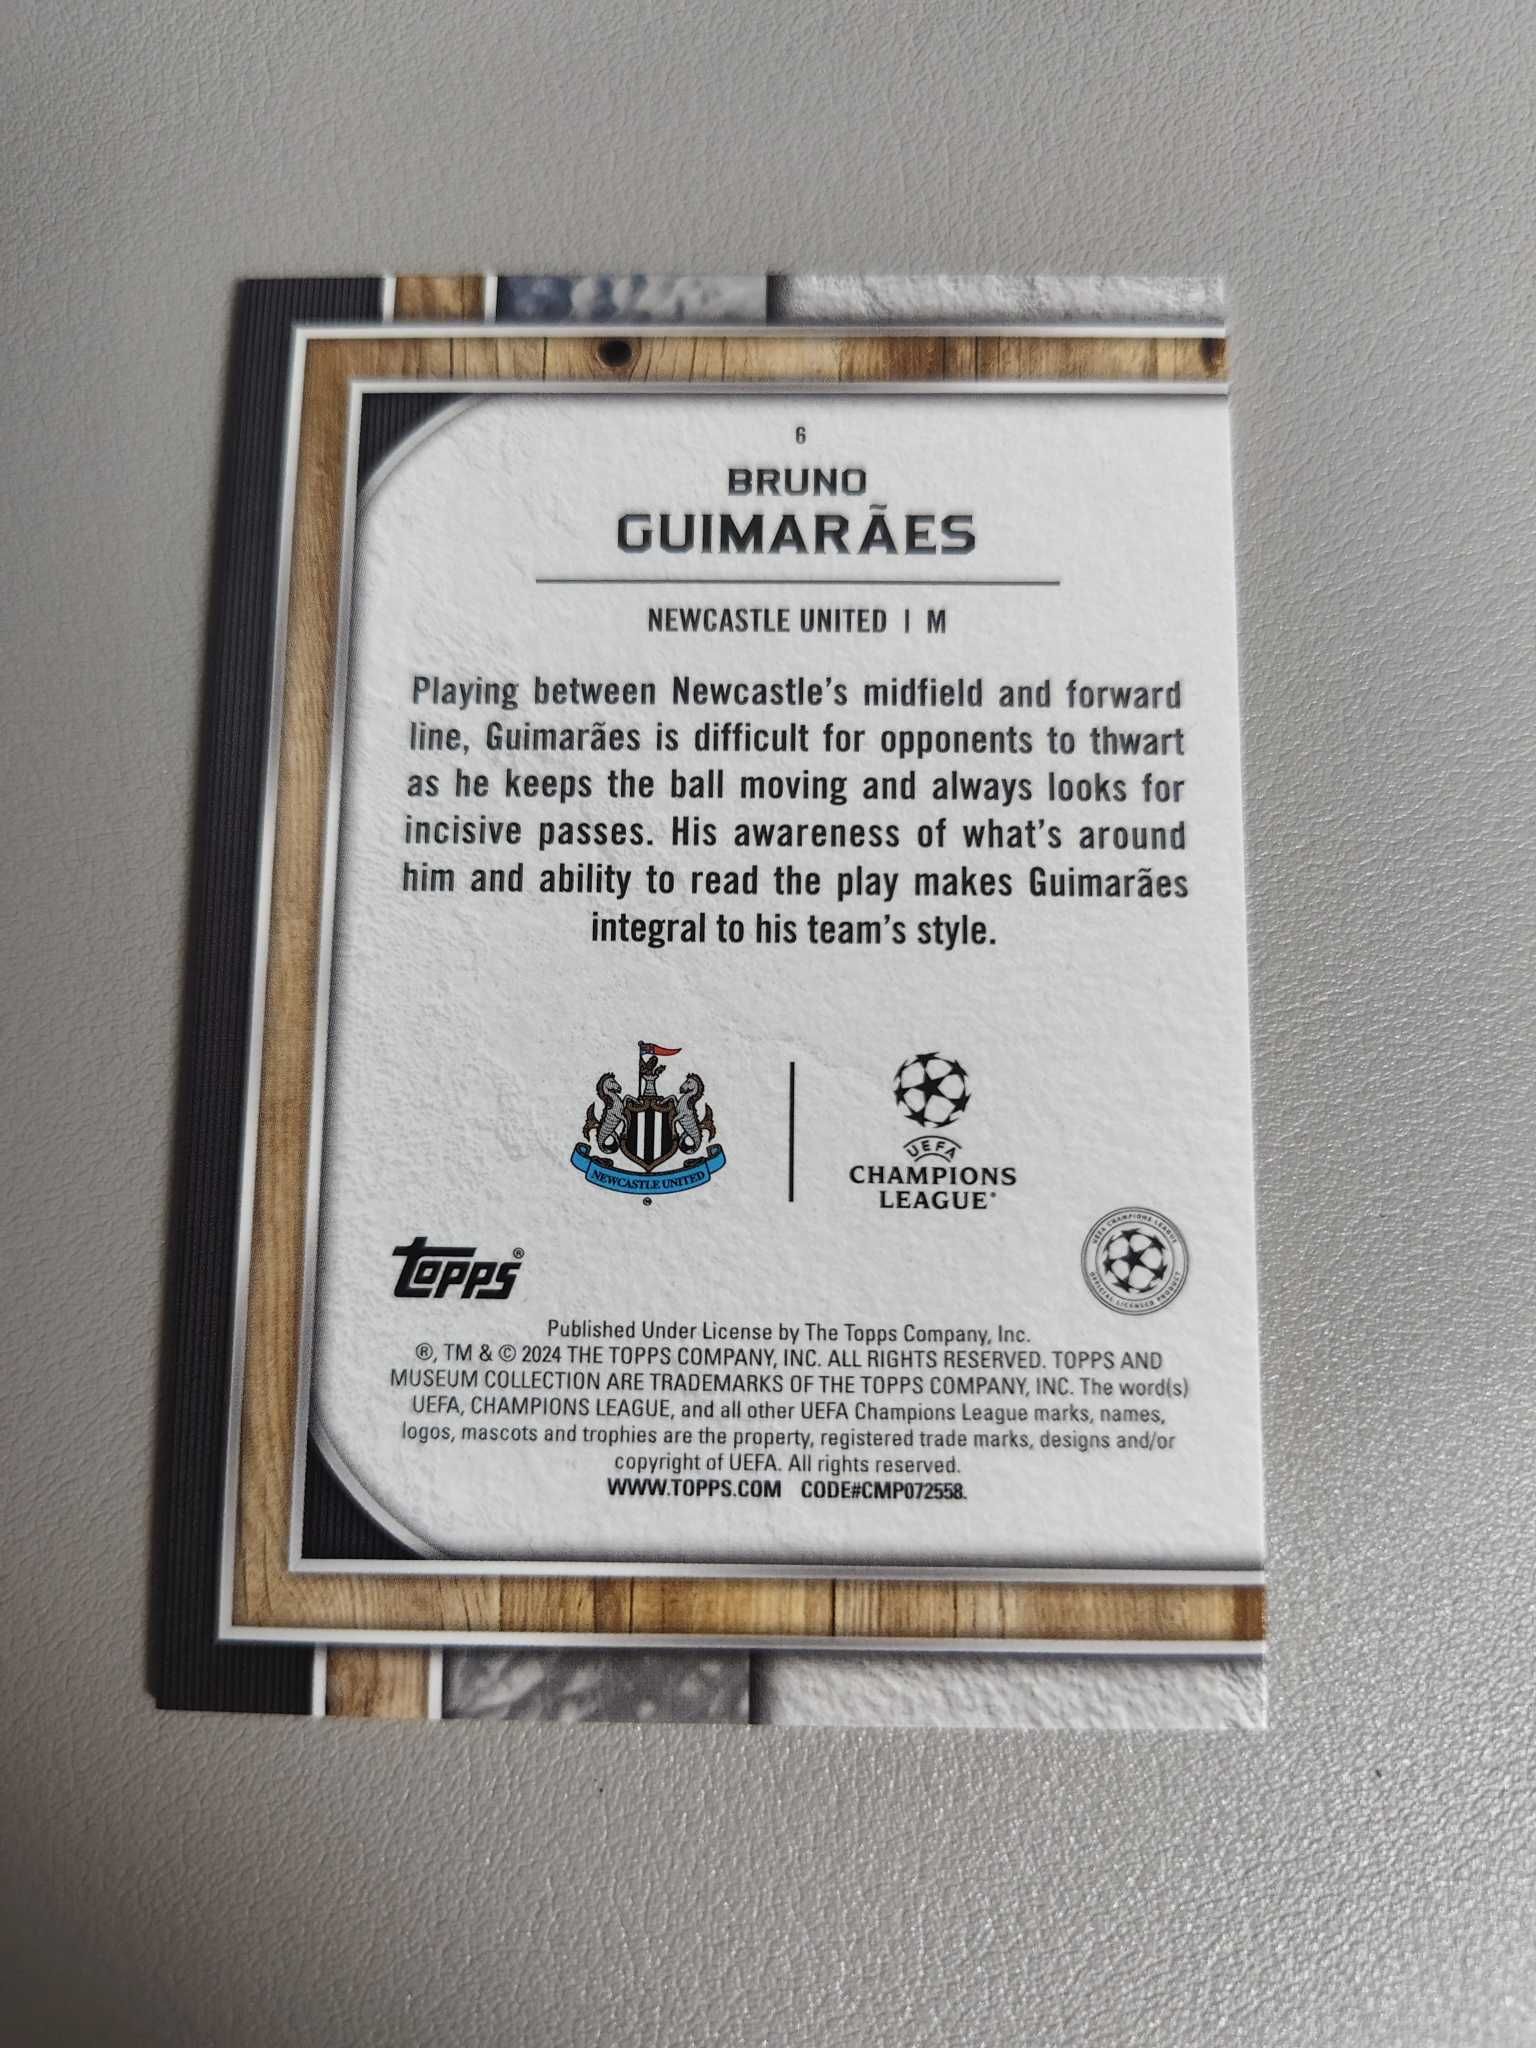 6
BRUNO
GUIMARÃES
NEWCASTLE UNITED | M
Playing between Newcastle's midfield and forward
line, Guimarães is difficult for opponents to thwart
as he keeps the ball moving and always looks for
incisive passes. His awareness of what's around
him and ability to read the play makes Guimarães
integral to his team's style.
NEWCASTLE UNITED
UEFA
CHAMPIONS
LEAGUE®
UEFA CHAMPIONS LEAGUE
OFFICIAL LICENSED PRODUCT
Topps®
Published Under License by The Topps Company, Inc.
®, TM & © 2024 THE TOPPS COMPANY, INC. ALL RIGHTS RESERVED. TOPPS AND
MUSEUM COLLECTION ARE TRADEMARKS OF THE TOPPS COMPANY, INC. The word(s)
UEFA, CHAMPIONS LEAGUE, and all other UEFA Champions League marks, names,
logos, mascots and trophies are the property, registered trade marks, designs and/or
copyright of UEFA. All rights reserved.
WWW.TOPPS.COM CODE#CMP072558.